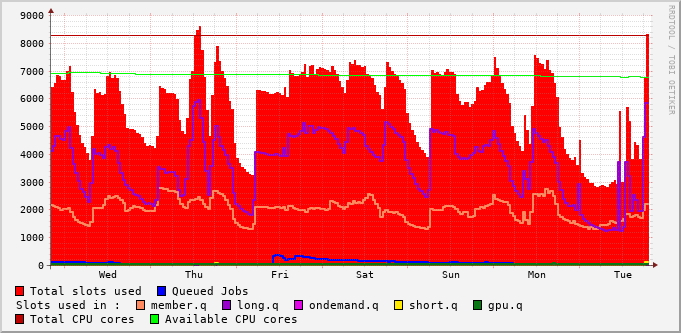 RRDTOOL / TOBI OETIKER
9000
8000
7000
6000
5000
4000
3000
2000
1000
0
Wed Thu Fri Sat Sun Mon Tue
Total slots used Queued Jobs
Slots used in : member.q long.q ondemand.q short.q gpu.q
Total CPU cores Available CPU cores